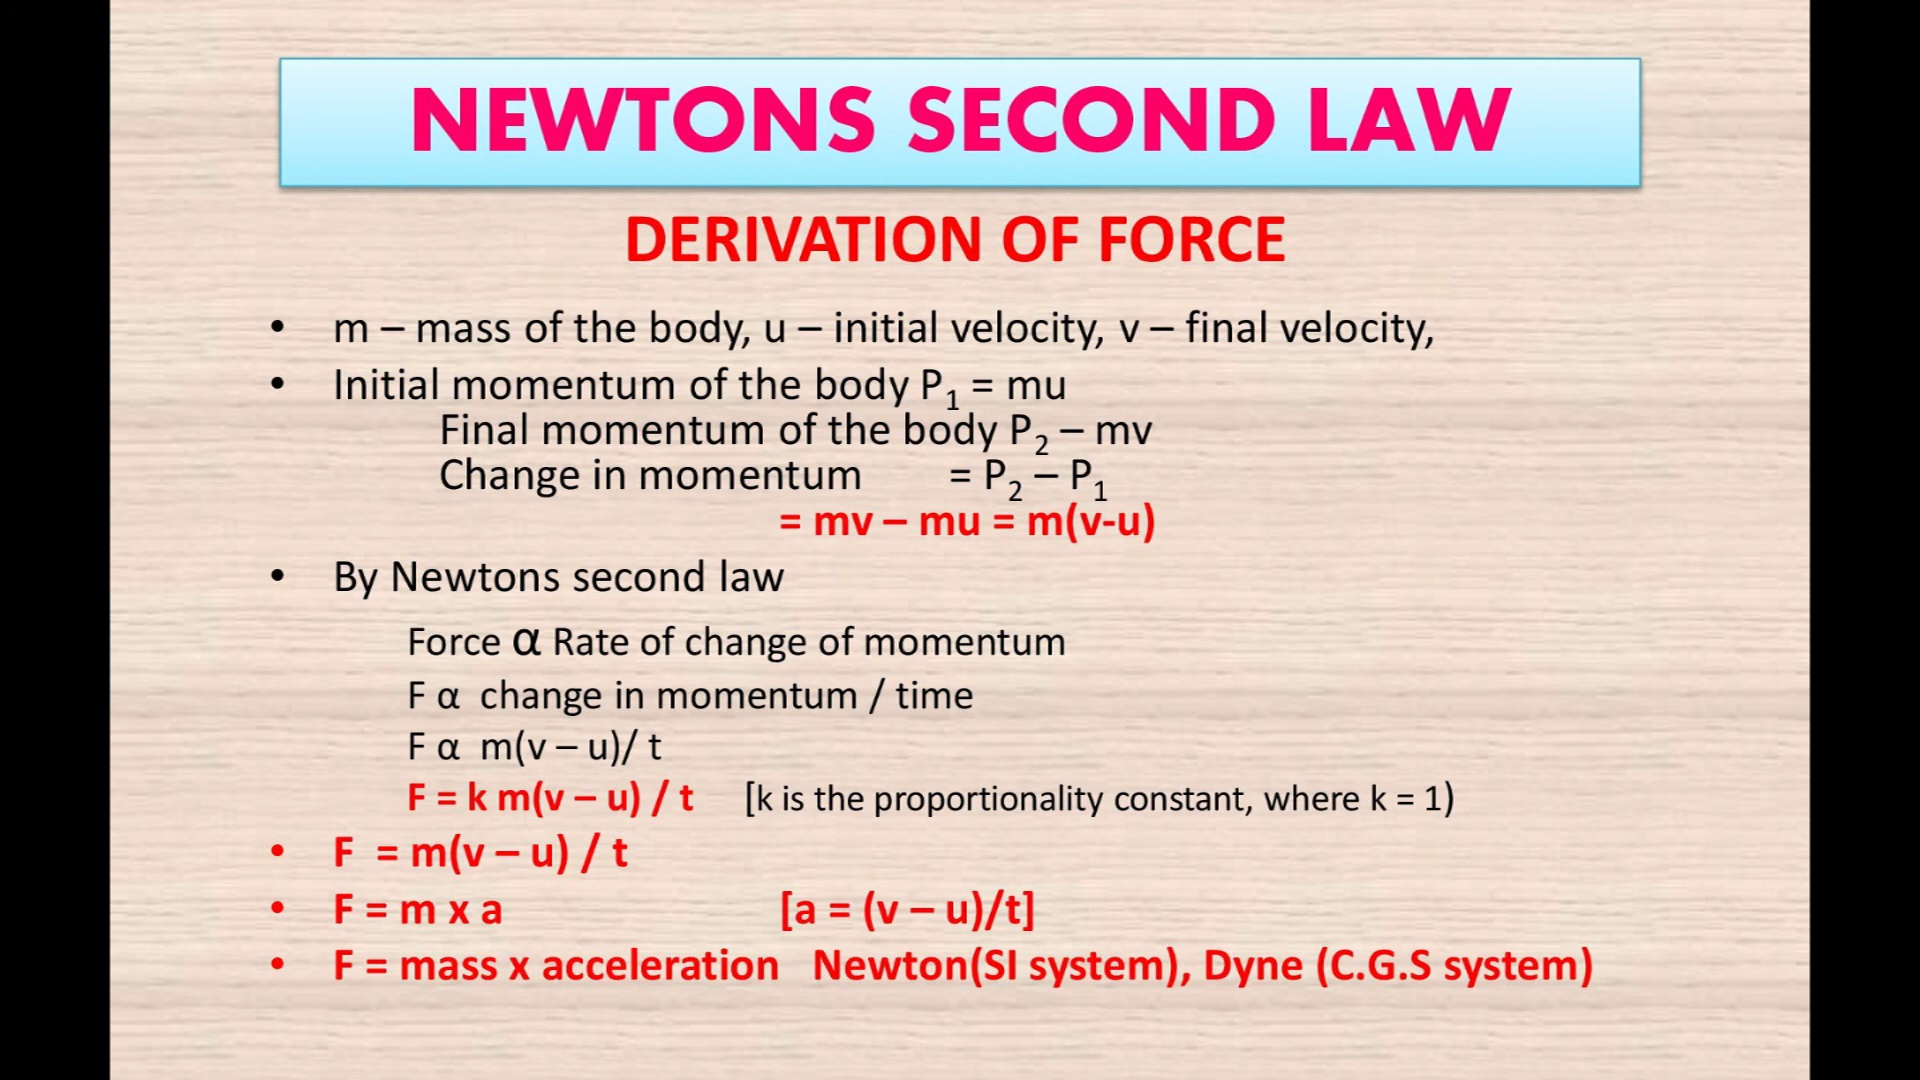 NEWTONS SECOND LAW
DERIVATION OF FORCE
• m – mass of the body, u – initial velocity, v – final velocity,
• Initial momentum of the body P₁ = mu
Final momentum of the body P₂ – mv
Change in momentum = P₂ – P₁
= mv – mu = m(v-u)
• By Newtons second law
Force α Rate of change of momentum
F α change in momentum / time
F α m(v – u)/ t
F = k m(v – u) / t [k is the proportionality constant, where k = 1)
• F = m(v – u) / t
• F = m x a [a = (v – u)/t]
• F = mass x acceleration Newton(SI system), Dyne (C.G.S system)